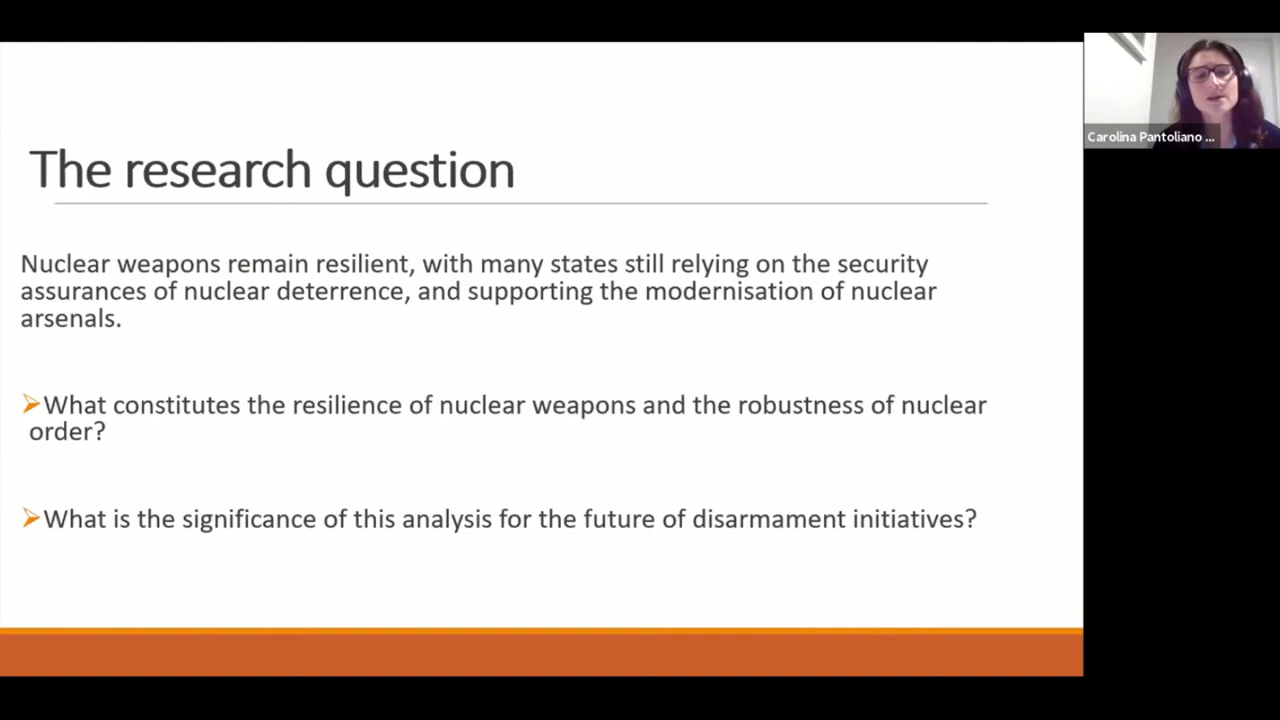 The research question
Nuclear weapons remain resilient, with many states still relying on the security
assurances of nuclear deterrence, and supporting the modernisation of nuclear
arsenals.
What constitutes the resilience of nuclear weapons and the robustness of nuclear
order?
What is the significance of this analysis for the future of disarmament initiatives?
Carolina Pantoliano ...